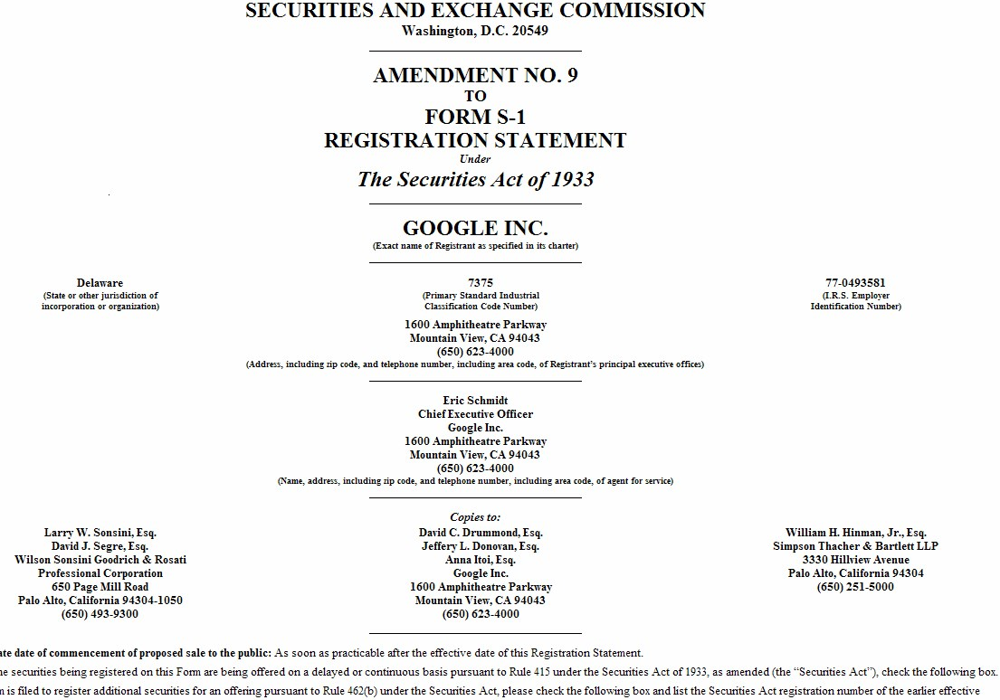 SECURITIES AND EXCHANGE COMMISSION
Washington, D.C. 20549
AMENDMENT NO. 9
TO
FORM S-1
REGISTRATION STATEMENT
Under
The Securities Act of 1933
GOOGLE INC.
(Exact name of Registrant as specified in its charter)
Delaware
(State or other jurisdiction of
incorporation or organization)
7375
(Primary Standard Industrial
Classification Code Number)
77-0493581
(I.R.S. Employer
Identification Number)
1600 Amphitheatre Parkway
Mountain View, CA 94043
(650) 623-4000
(Address, including zip code, and telephone number, including area code, of Registrant’s principal executive offices)
Eric Schmidt
Chief Executive Officer
Google Inc.
1600 Amphitheatre Parkway
Mountain View, CA 94043
(650) 623-4000
(Name, address, including zip code, and telephone number, including area code, of agent for service)
Copies to:
Larry W. Sonsini, Esq.
David J. Segre, Esq.
Wilson Sonsini Goodrich & Rosati
Professional Corporation
650 Page Mill Road
Palo Alto, California 94304-1050
(650) 493-9300
David C. Drummond, Esq.
Jeffery L. Donovan, Esq.
Anna Itoi, Esq.
Google Inc.
1600 Amphitheatre Parkway
Mountain View, CA 94043
(650) 623-4000
William H. Hinman, Jr., Esq.
Simpson Thacher & Bartlett LLP
3330 Hillview Avenue
Palo Alto, California 94304
(650) 251-5000
date of commencement of proposed sale to the public: As soon as practicable after the effective date of this Registration Statement.
securities being registered on this Form are being offered on a delayed or continuous basis pursuant to Rule 415 under the Securities Act of 1933, as amended (the “Securities Act”), check the following box.
is filed to register additional securities for an offering pursuant to Rule 462(b) under the Securities Act, please check the following box and list the Securities Act registration number of the earlier effective